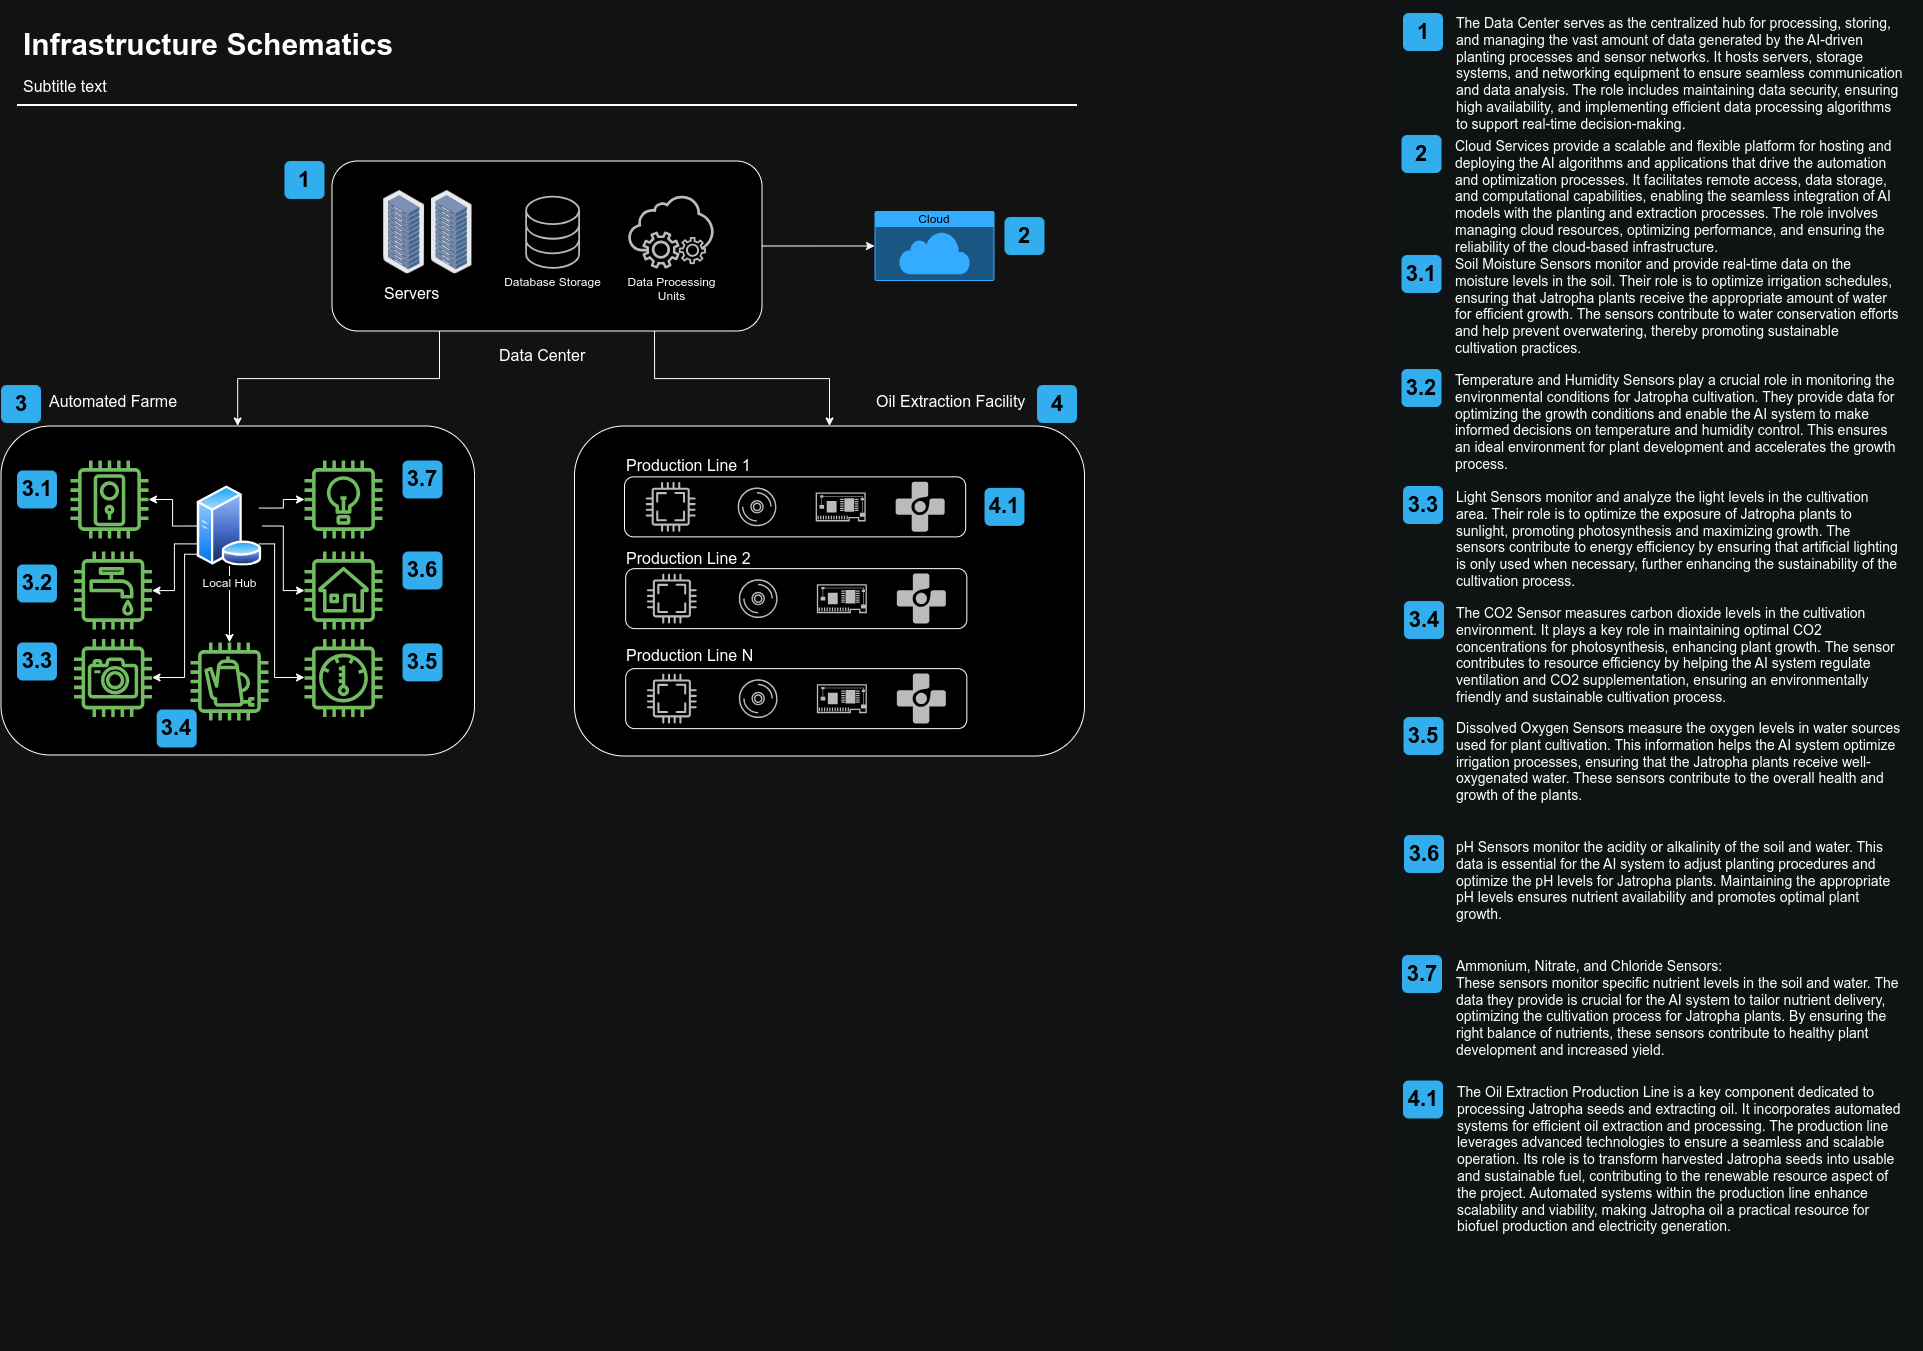 Infrastructure Schematics
Subtitle text
1
Servers
Database Storage
Data Processing
Units
Data Center
Cloud
2
3
Automated Farme
3.1
3.2
3.3
3.4
Local Hub
3.7
3.6
3.5
Oil Extraction Facility
4
Production Line 1
4.1
Production Line 2
Production Line N
1
The Data Center serves as the centralized hub for processing, storing,
and managing the vast amount of data generated by the AI-driven
planting processes and sensor networks. It hosts servers, storage
systems, and networking equipment to ensure seamless communication
and data analysis. The role includes maintaining data security, ensuring
high availability, and implementing efficient data processing algorithms
to support real-time decision-making.
2
Cloud Services provide a scalable and flexible platform for hosting and
deploying the AI algorithms and applications that drive the automation
and optimization processes. It facilitates remote access, data storage,
and computational capabilities, enabling the seamless integration of AI
models with the planting and extraction processes. The role involves
managing cloud resources, optimizing performance, and ensuring the
reliability of the cloud-based infrastructure.
3.1
Soil Moisture Sensors monitor and provide real-time data on the
moisture levels in the soil. Their role is to optimize irrigation schedules,
ensuring that Jatropha plants receive the appropriate amount of water
for efficient growth. The sensors contribute to water conservation efforts
and help prevent overwatering, thereby promoting sustainable
cultivation practices.
3.2
Temperature and Humidity Sensors play a crucial role in monitoring the
environmental conditions for Jatropha cultivation. They provide data for
optimizing the growth conditions and enable the AI system to make
informed decisions on temperature and humidity control. This ensures
an ideal environment for plant development and accelerates the growth
process.
3.3
Light Sensors monitor and analyze the light levels in the cultivation
area. Their role is to optimize the exposure of Jatropha plants to
sunlight, promoting photosynthesis and maximizing growth. The
sensors contribute to energy efficiency by ensuring that artificial lighting
is only used when necessary, further enhancing the sustainability of the
cultivation process.
3.4
The CO2 Sensor measures carbon dioxide levels in the cultivation
environment. It plays a key role in maintaining optimal CO2
concentrations for photosynthesis, enhancing plant growth. The sensor
contributes to resource efficiency by helping the AI system regulate
ventilation and CO2 supplementation, ensuring an environmentally
friendly and sustainable cultivation process.
3.5
Dissolved Oxygen Sensors measure the oxygen levels in water sources
used for plant cultivation. This information helps the AI system optimize
irrigation processes, ensuring that the Jatropha plants receive well-
oxygenated water. These sensors contribute to the overall health and
growth of the plants.
3.6
pH Sensors monitor the acidity or alkalinity of the soil and water. This
data is essential for the AI system to adjust planting procedures and
optimize the pH levels for Jatropha plants. Maintaining the appropriate
pH levels ensures nutrient availability and promotes optimal plant
growth.
3.7
Ammonium, Nitrate, and Chloride Sensors:
These sensors monitor specific nutrient levels in the soil and water. The
data they provide is crucial for the AI system to tailor nutrient delivery,
optimizing the cultivation process for Jatropha plants. By ensuring the
right balance of nutrients, these sensors contribute to healthy plant
development and increased yield.
4.1
The Oil Extraction Production Line is a key component dedicated to
processing Jatropha seeds and extracting oil. It incorporates automated
systems for efficient oil extraction and processing. The production line
leverages advanced technologies to ensure a seamless and scalable
operation. Its role is to transform harvested Jatropha seeds into usable
and sustainable fuel, contributing to the renewable resource aspect of
the project. Automated systems within the production line enhance
scalability and viability, making Jatropha oil a practical resource for
biofuel production and electricity generation.